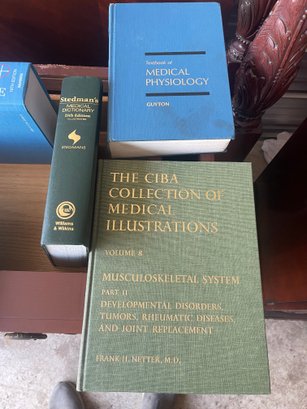 Textbook of
MEDICAL
PHYSIOLOGY
GUYTON
Stedman's
MEDICAL
DICTIONARY
STEDMANS
Williams
& Wilkins
THE CIBA
COLLECTION OF
MEDICAL
ILLUSTRATIONS
VOLUME 8
MUSCULOSKELETAL SYSTEM
PART II
DEVELOPMENTAL DISORDERS,
TUMORS, RHEUMATIC DISEASES,
AND JOINT REPLACEMENT
FRANK H. NETTER, M.D.